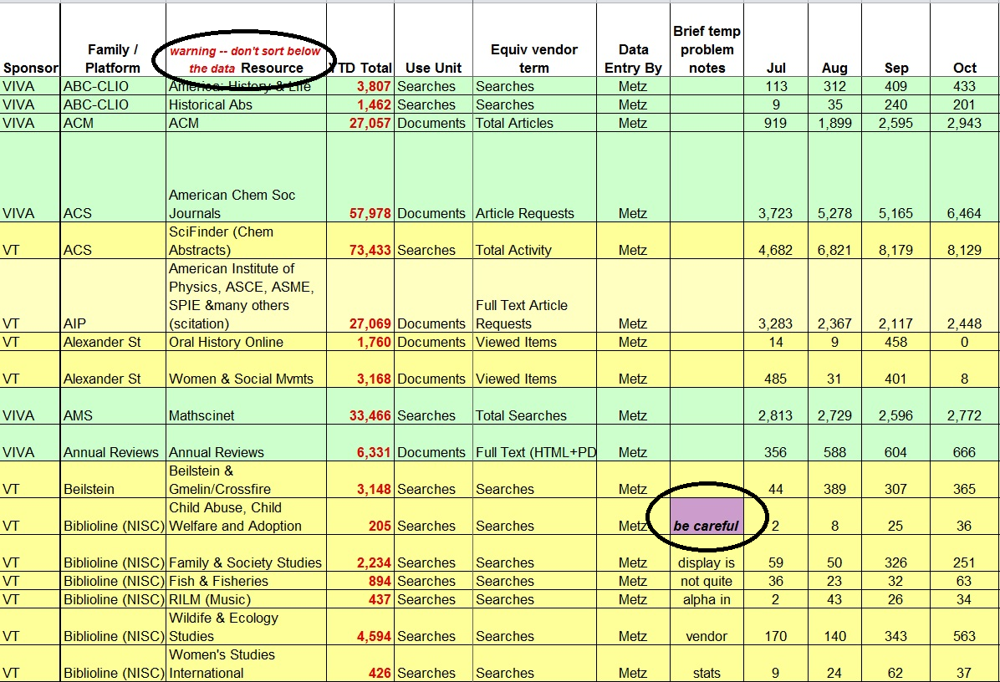 Sponsor Family / Platform warning -- don't sort below the data Resource YTD Total Use Unit Equiv vendor term Data Entry By Brief temp problem notes Jul Aug Sep Oct
VIVA ABC-CLIO America: History & Life 3,807 Searches Searches Metz 113 312 409 433
VIVA ABC-CLIO Historical Abs 1,462 Searches Searches Metz 9 35 240 201
VIVA ACM ACM 27,057 Documents Total Articles Metz 919 1,899 2,595 2,943
VIVA ACS American Chem Soc Journals 57,978 Documents Article Requests Metz 3,723 5,278 5,165 6,464
VT ACS SciFinder (Chem Abstracts) 73,433 Searches Total Activity Metz 4,682 6,821 8,179 8,129
VT AIP American Institute of Physics, ASCE, ASME, SPIE &many others (scitation) 27,069 Documents Full Text Article Requests Metz 3,283 2,367 2,117 2,448
VT Alexander St Oral History Online 1,760 Documents Viewed Items Metz 14 9 458 0
VT Alexander St Women & Social Mvmts 3,168 Documents Viewed Items Metz 485 31 401 8
VIVA AMS Mathscinet 33,466 Searches Total Searches Metz 2,813 2,729 2,596 2,772
VIVA Annual Reviews Annual Reviews 6,331 Documents Full Text (HTML+PD Metz 356 588 604 666
VT Beilstein Beilstein & Gmelin/Crossfire 3,148 Searches Searches Metz 44 389 307 365
VT Biblioline (NISC) Child Abuse, Child Welfare and Adoption 205 Searches Searches Metz be careful 2 8 25 36
VT Biblioline (NISC) Family & Society Studies 2,234 Searches Searches Metz display is 59 50 326 251
VT Biblioline (NISC) Fish & Fisheries 894 Searches Searches Metz not quite 36 23 32 63
VT Biblioline (NISC) RILM (Music) 437 Searches Searches Metz alpha in 2 43 26 34
VT Biblioline (NISC) Wildife & Ecology Studies 4,594 Searches Searches Metz vendor 170 140 343 563
VT Biblioline (NISC) Women's Studies International 426 Searches Searches Metz stats 9 24 62 37